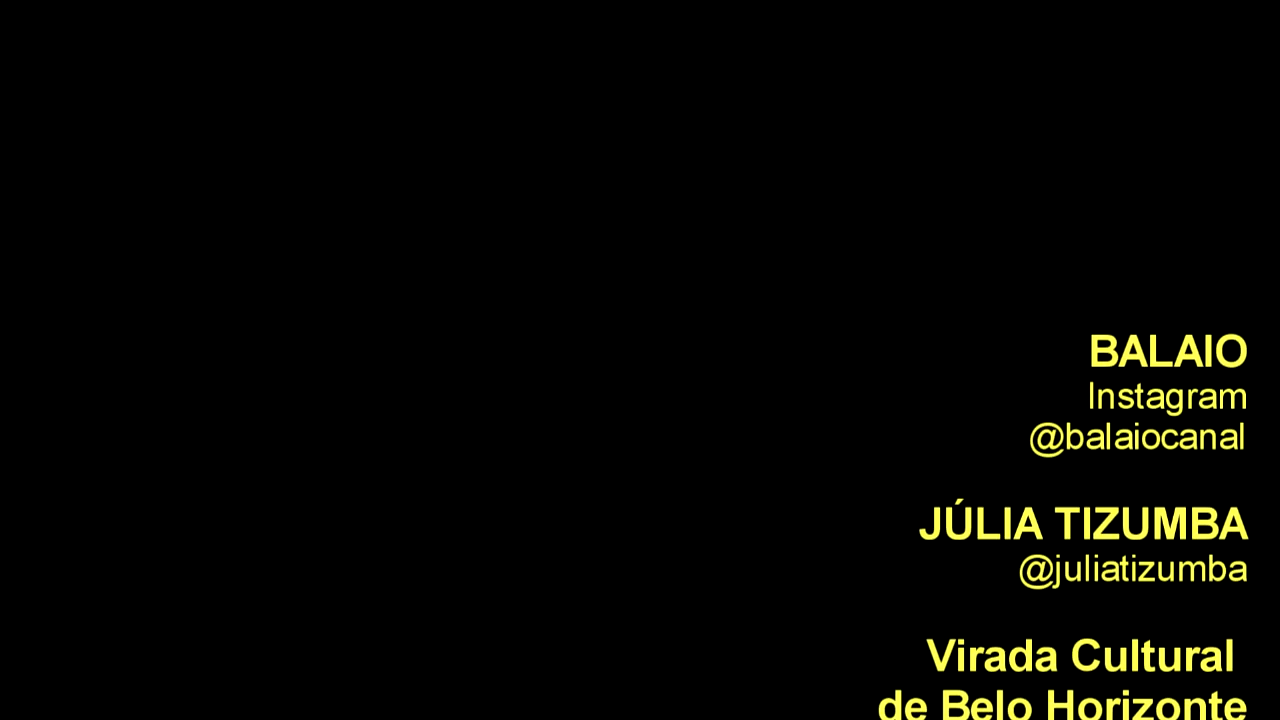 BALAIO
Instagram
@balaiocanal
JÚLIA TIZUMBA
@juliatizumba
Virada Cultural
de Belo Horizonte